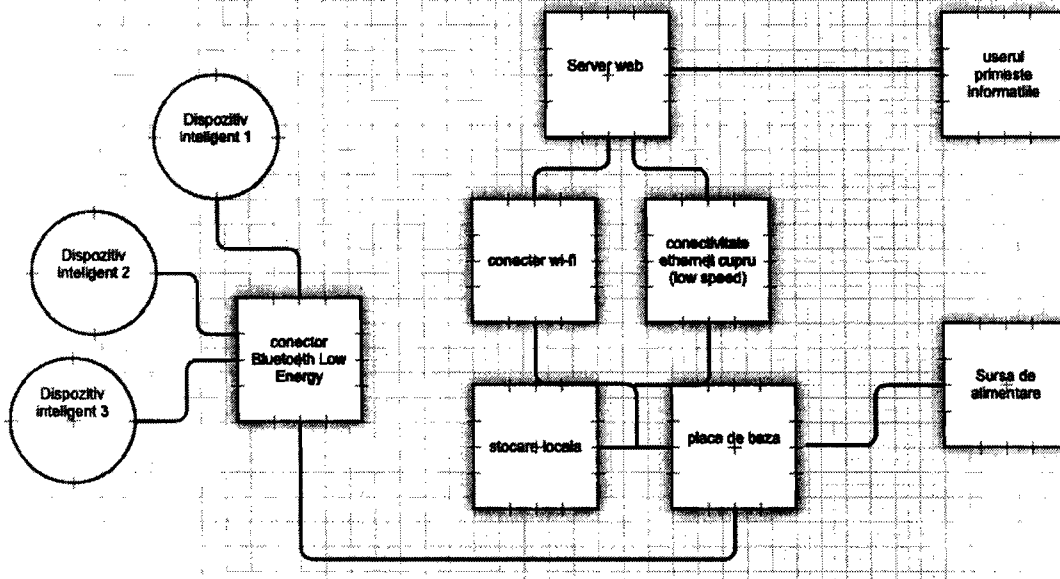 Server web
userul
primeste
informatiile
Dispozitiv
inteligent 1
Dispozitiv
inteligent 2
conector wi-fi
conectivitate
ethernet cupru
(low speed)
conector
Bluetooth Low
Energy
Sursa de
alimentare
Dispozitiv
inteligent 3
stocare locala
placa de baza